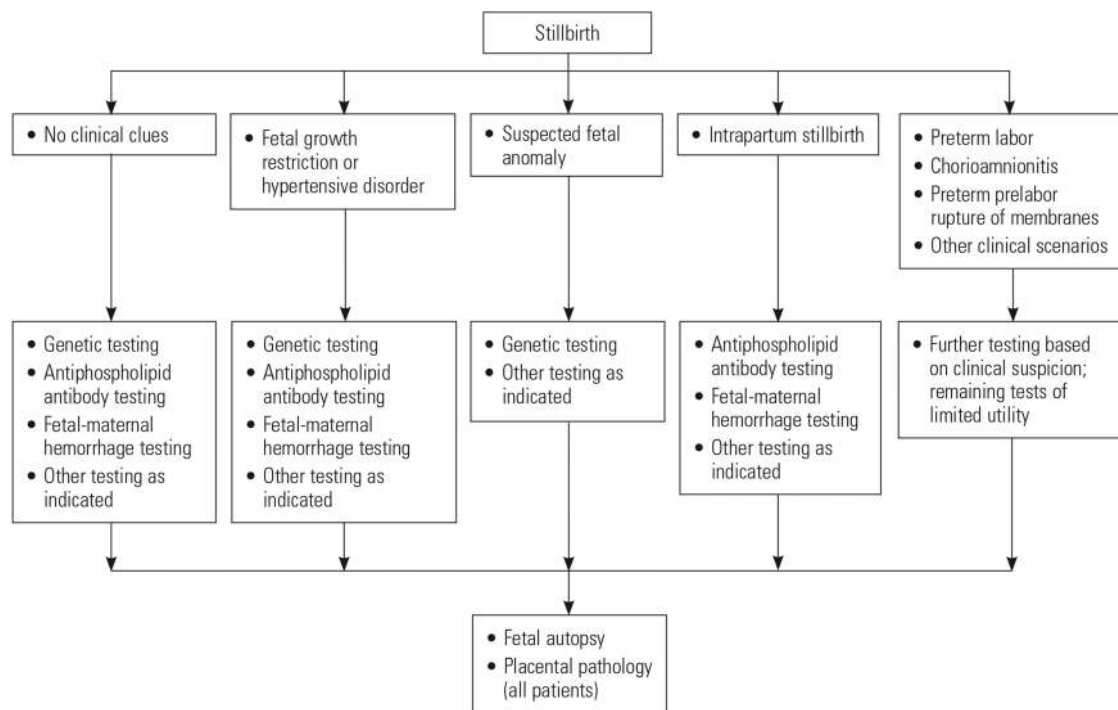 Stillbirth
• No clinical clues
• Fetal growth
restriction or
hypertensive disorder
• Suspected fetal
anomaly
• Intrapartum stillbirth
• Preterm labor
• Chorioamnionitis
• Preterm prelabor
rupture of membranes
• Other clinical scenarios
• Genetic testing
• Antiphospholipid
antibody testing
• Fetal-maternal
hemorrhage testing
• Other testing as
indicated
• Genetic testing
• Antiphospholipid
antibody testing
• Fetal-maternal
hemorrhage testing
• Other testing as
indicated
• Genetic testing
• Other testing as
indicated
• Antiphospholipid
antibody testing
• Fetal-maternal
hemorrhage testing
• Other testing as
indicated
• Further testing based
on clinical suspicion;
remaining tests of
limited utility
• Fetal autopsy
• Placental pathology
(all patients)